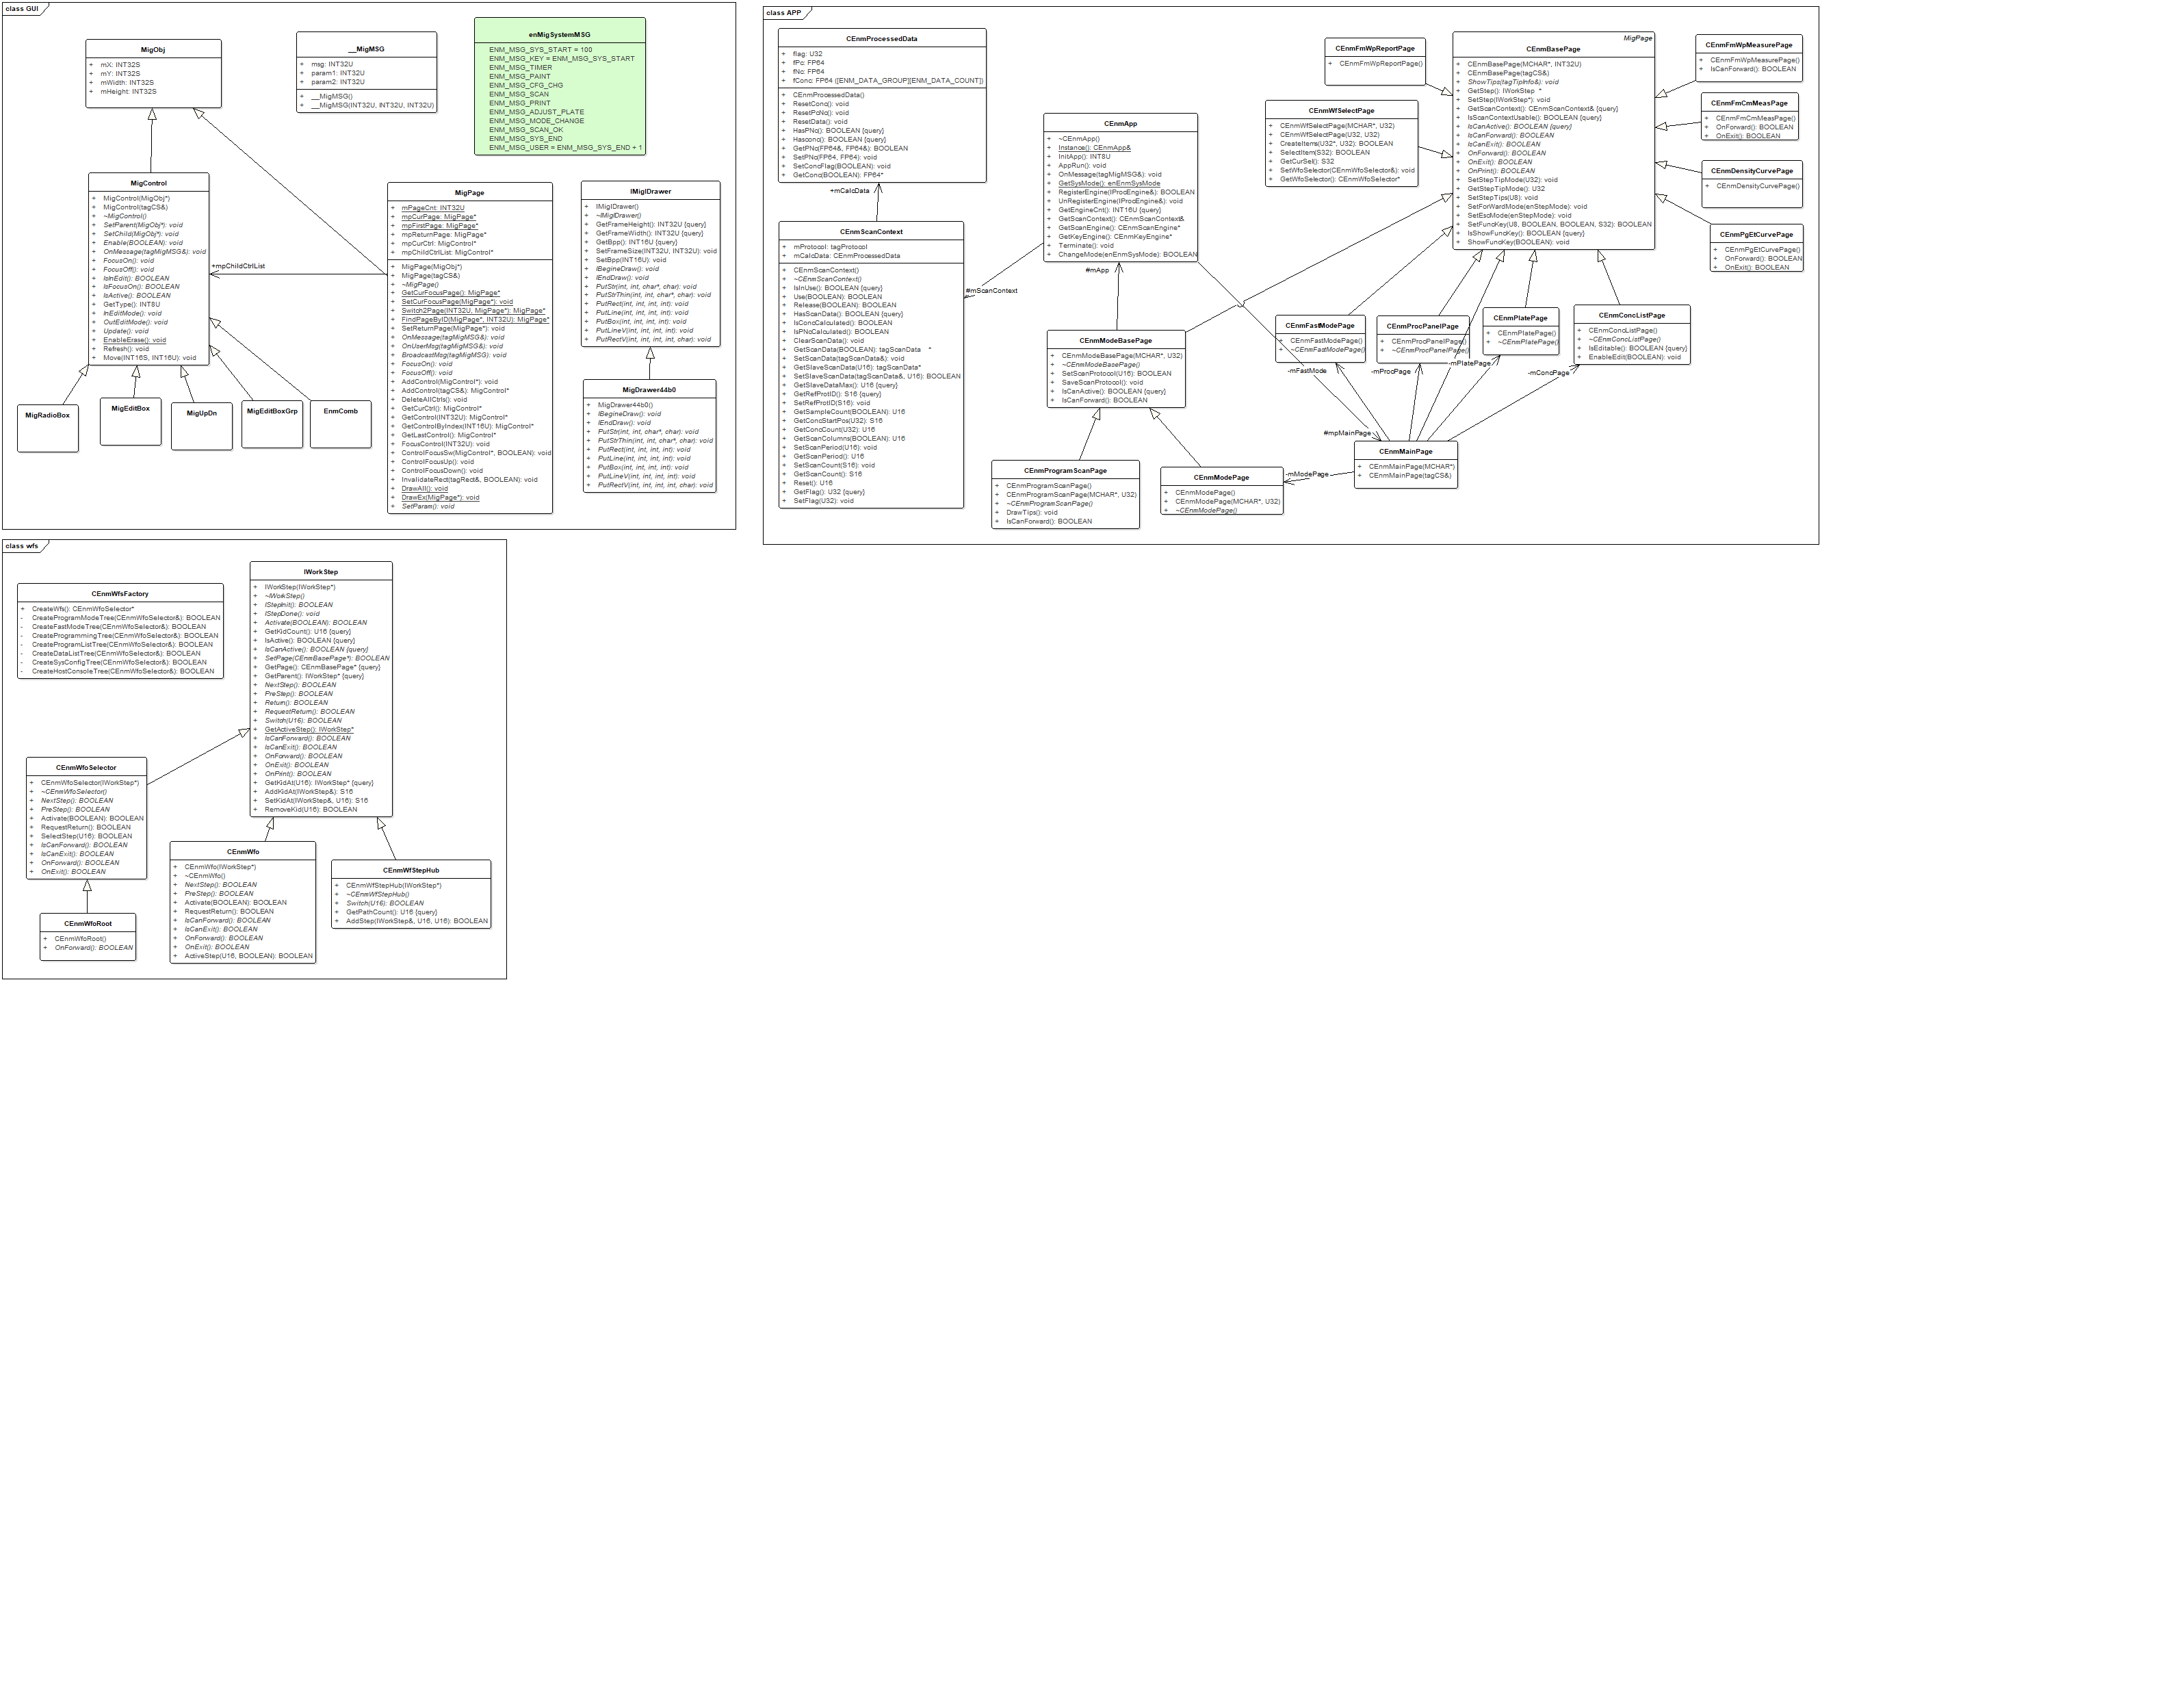 class GUI
MigObj
+ mX: INT32S
+ mY: INT32S
+ mWidth: INT32S
+ mHeight: INT32S
__MigMSG
+ msg: INT32U
+ param1: INT32U
+ param2: INT32U
+ __MigMSG()
+ __MigMSG(INT32U, INT32U, INT32U)
enMigSystemMSG
ENM_MSG_SYS_START = 100
ENM_MSG_KEY = ENM_MSG_SYS_START
ENM_MSG_TIMER
ENM_MSG_PAINT
ENM_MSG_CFG_CHG
ENM_MSG_SCAN
ENM_MSG_PRINT
ENM_MSG_ADJUST_PLATE
ENM_MSG_MODE_CHANGE
ENM_MSG_SCAN_OK
ENM_MSG_SYS_END
ENM_MSG_USER = ENM_MSG_SYS_END + 1
MigControl
+ MigControl(MigObj*)
+ MigControl(tagCS&)
+ ~MigControl()
+ SetParent(MigObj*): void
+ SetChild(MigObj*): void
+ Enable(BOOLEAN): void
+ OnMessage(tagMigMSG&): void
+ FocusOn(): void
+ FocusOff(): void
+ IsInEdit(): BOOLEAN
+ IsFocusOn(): BOOLEAN
+ IsActive(): BOOLEAN
+ GetType(): INT8U
+ InEditMode(): void
+ OutEditMode(): void
+ Update(): void
+ EnableErase(): void
+ Refresh(): void
+ Move(INT16S, INT16U): void
+mpChildCtrlList
MigRadioBox
MigEditBox
MigUpDn
MigEditBoxGrp
EnmComb
MigPage
+ mPageCnt: INT32U
+ mpCurPage: MigPage*
+ mpFirstPage: MigPage*
+ mpReturnPage: MigPage*
+ mpCurCtrl: MigControl*
+ mpChildCtrlList: MigControl*
+ MigPage(MigObj*)
+ MigPage(tagCS&)
+ ~MigPage()
+ GetCurFocusPage(): MigPage*
+ SetCurFocusPage(MigPage*): void
+ Switch2Page(INT32U, MigPage*): MigPage*
+ FindPageByID(MigPage*, INT32U): MigPage*
+ SetReturnPage(MigPage*): void
+ OnMessage(tagMigMSG&): void
+ OnUserMsg(tagMigMSG&): void
+ BroadcastMsg(tagMigMSG): void
+ FocusOn(): void
+ FocusOff(): void
+ AddControl(MigControl*): void
+ AddControl(tagCS&): MigControl*
+ DeleteAllCtrls(): void
+ GetCurCtrl(): MigControl*
+ GetControl(INT32U): MigControl*
+ GetControlByIndex(INT16U): MigControl*
+ GetLastControl(): MigControl*
+ FocusControl(INT32U): void
+ ControlFocusSw(MigControl*, BOOLEAN): void
+ ControlFocusUp(): void
+ ControlFocusDown(): void
+ InvalidateRect(tagRect&, BOOLEAN): void
+ DrawAll(): void
+ DrawEx(MigPage*): void
+ SetParam(): void
IMiglDrawer
+ IMiglDrawer()
+ ~IMiglDrawer()
+ GetFrameHeight(): INT32U {query}
+ GetFrameWidth(): INT32U {query}
+ GetBpp(): INT16U {query}
+ SetFrameSize(INT32U, INT32U): void
+ SetBpp(INT16U): void
+ IBegineDraw(): void
+ IEndDraw(): void
+ PutStr(int, int, char*, char): void
+ PutStrThin(int, int, char*, char): void
+ PutRect(int, int, int, int): void
+ PutLine(int, int, int, int): void
+ PutBox(int, int, int, int): void
+ PutLineV(int, int, int, int): void
+ PutRectV(int, int, int, int, char): void
MigDrawer44b0
+ MigDrawer44b0()
+ IBegineDraw(): void
+ IEndDraw(): void
+ PutStr(int, int, char*, char): void
+ PutStrThin(int, int, char*, char): void
+ PutRect(int, int, int, int): void
+ PutLine(int, int, int, int): void
+ PutBox(int, int, int, int): void
+ PutLineV(int, int, int, int): void
+ PutRectV(int, int, int, int, char): void
class APP
CEnmProcessedData
+ flag: U32
+ fPc: FP64
+ fNc: FP64
+ fConc: FP64 ([ENM_DATA_GROUP][ENM_DATA_COUNT])
+ CEnmProcessedData()
+ ResetConc(): void
+ ResetPcNc(): void
+ ResetData(): void
+ HasPNc(): BOOLEAN {query}
+ Hasconc(): BOOLEAN {query}
+ GetPNc(FP64&, FP64&): BOOLEAN
+ SetPNc(FP64, FP64): void
+ SetConcFlag(BOOLEAN): void
+ GetConc(BOOLEAN): FP64*
+mCalcData
CEnmScanContext
+ mProtocol: tagProtocol
+ mCalcData: CEnmProcessedData
+ CEnmScanContext()
+ ~CEnmScanContext()
+ IsInUse(): BOOLEAN {query}
+ Use(BOOLEAN): BOOLEAN
+ Release(BOOLEAN): BOOLEAN
+ HasScanData(): BOOLEAN {query}
+ IsConcCalculated(): BOOLEAN
+ IsPNcCalculated(): BOOLEAN
+ ClearScanData(): void
+ GetScanData(BOOLEAN): tagScanData *
+ SetScanData(tagScanData&): void
+ GetSlaveScanData(U16): tagScanData*
+ SetSlaveScanData(tagScanData&, U16): BOOLEAN
+ GetSlaveDataMax(): U16 {query}
+ GetRefProtID(): S16 {query}
+ SetRefProtID(S16): void
+ GetSampleCount(BOOLEAN): U16
+ GetConcStartPos(U32): S16
+ GetConcCount(U32): U16
+ GetScanColumns(BOOLEAN): U16
+ SetScanPeriod(U16): void
+ GetScanPeriod(): U16
+ SetScanCount(S16): void
+ GetScanCount(): S16
+ Reset(): U16
+ GetFlag(): U32 {query}
+ SetFlag(U32): void
CEnmApp
+ ~CEnmApp()
+ Instance(): CEnmApp&
+ InitApp(): INT8U
+ AppRun(): void
+ OnMessage(tagMigMSG&): void
+ GetSysMode(): enEnmSysMode
+ RegisterEngine(IProcEngine&): BOOLEAN
+ UnRegisterEngine(IProcEngine&): void
+ GetEngineCnt(): INT16U {query}
+ GetScanContext(): CEnmScanContext&
+ GetScanEngine(): CEnmScanEngine*
+ GetKeyEngine(): CEnmKeyEngine*
+ Terminate(): void
+ ChangeMode(enEnmSysMode): BOOLEAN
#mApp
#mScanContext
CEnmModeBasePage
+ CEnmModeBasePage(MCHAR*, U32)
+ ~CEnmModeBasePage()
+ SetScanProtocol(U16): BOOLEAN
+ SaveScanProtocol(): void
+ IsCanActive(): BOOLEAN {query}
+ IsCanForward(): BOOLEAN
CEnmProgramScanPage
+ CEnmProgramScanPage()
+ CEnmProgramScanPage(MCHAR*, U32)
+ ~CEnmProgramScanPage()
+ DrawTips(): void
+ IsCanForward(): BOOLEAN
CEnmModePage
+ CEnmModePage()
+ CEnmModePage(MCHAR*, U32)
+ ~CEnmModePage()
CEnmFmWpReportPage
+ CEnmFmWpReportPage()
CEnmWfSelectPage
+ CEnmWfSelectPage(MCHAR*, U32)
+ CEnmWfSelectPage(U32, U32)
+ CreateItems(U32*, U32): BOOLEAN
+ SelectItem(S32): BOOLEAN
+ GetCurSel(): S32
+ SetWfoSelector(CEnmWfoSelector&): void
+ GetWfoSelector(): CEnmWfoSelector*
MigPage
CEnmBasePage
+ CEnmBasePage(MCHAR*, INT32U)
+ CEnmBasePage(tagCS&)
+ ShowTips(tagTipInfo&): void
+ GetStep(): IWorkStep *
+ SetStep(IWorkStep*): void
+ GetScanContext(): CEnmScanContext& {query}
+ IsScanContextUsable(): BOOLEAN {query}
+ IsCanActive(): BOOLEAN {query}
+ IsCanForward(): BOOLEAN
+ IsCanExit(): BOOLEAN
+ OnForward(): BOOLEAN
+ OnExit(): BOOLEAN
+ OnPrint(): BOOLEAN
+ SetStepTipMode(U32): void
+ GetStepTipMode(): U32
+ SetStepTips(U8): void
+ SetForWardMode(enStepMode): void
+ SetEscMode(enStepMode): void
+ SetFuncKey(U8, BOOLEAN, BOOLEAN, S32): BOOLEAN
+ IsShowFuncKey(): BOOLEAN {query}
+ ShowFuncKey(BOOLEAN): void
CEnmFmWpMeasurePage
+ CEnmFmWpMeasurePage()
+ IsCanForward(): BOOLEAN
CEnmFmCmMeasPage
+ CEnmFmCmMeasPage()
+ OnForward(): BOOLEAN
+ OnExit(): BOOLEAN
CEnmDensityCurvePage
+ CEnmDensityCurvePage()
CEnmPgEtCurvePage
+ CEnmPgEtCurvePage()
+ OnForward(): BOOLEAN
+ OnExit(): BOOLEAN
CEnmFastModePage
+ CEnmFastModePage()
+ ~CEnmFastModePage()
CEnmProcPanelPage
+ CEnmProcPanelPage()
+ ~CEnmProcPanelPage()
CEnmPlatePage
+ CEnmPlatePage()
+ ~CEnmPlatePage()
CEnmConcListPage
+ CEnmConcListPage()
+ ~CEnmConcListPage()
+ IsEditable(): BOOLEAN {query}
+ EnableEdit(BOOLEAN): void
-mFastMode
-mProcPage
-mPlatePage
-mConcPage
#mpMainPage
-mModePage
CEnmMainPage
+ CEnmMainPage(MCHAR*)
+ CEnmMainPage(tagCS&)
class wfs
CEnmWfsFactory
+ CreateWfs(): CEnmWfoSelector*
- CreateProgramModeTree(CEnmWfoSelector&): BOOLEAN
- CreateFastModeTree(CEnmWfoSelector&): BOOLEAN
- CreateProgrammingTree(CEnmWfoSelector&): BOOLEAN
- CreateProgramListTree(CEnmWfoSelector&): BOOLEAN
- CreateDataListTree(CEnmWfoSelector&): BOOLEAN
- CreateSysConfigTree(CEnmWfoSelector&): BOOLEAN
- CreateHostConsoleTree(CEnmWfoSelector&): BOOLEAN
IWorkStep
+ IWorkStep(IWorkStep*)
+ ~IWorkStep()
+ IStepInit(): BOOLEAN
+ IStepDone(): void
+ Activate(BOOLEAN): BOOLEAN
+ GetKidCount(): U16 {query}
+ IsActive(): BOOLEAN {query}
+ IsCanActive(): BOOLEAN {query}
+ SetPage(CEnmBasePage*): BOOLEAN
+ GetPage(): CEnmBasePage* {query}
+ GetParent(): IWorkStep* {query}
+ NextStep(): BOOLEAN
+ PreStep(): BOOLEAN
+ Return(): BOOLEAN
+ RequestReturn(): BOOLEAN
+ Switch(U16): BOOLEAN
+ GetActiveStep(): IWorkStep*
+ IsCanForward(): BOOLEAN
+ IsCanExit(): BOOLEAN
+ OnForward(): BOOLEAN
+ OnExit(): BOOLEAN
+ OnPrint(): BOOLEAN
+ GetKidAt(U16): IWorkStep* {query}
+ AddKidAt(IWorkStep&): S16
+ SetKidAt(IWorkStep&, U16): S16
+ RemoveKid(U16): BOOLEAN
CEnmWfoSelector
+ CEnmWfoSelector(IWorkStep*)
+ ~CEnmWfoSelector()
+ NextStep(): BOOLEAN
+ PreStep(): BOOLEAN
+ Activate(BOOLEAN): BOOLEAN
+ RequestReturn(): BOOLEAN
+ SelectStep(U16): BOOLEAN
+ IsCanForward(): BOOLEAN
+ IsCanExit(): BOOLEAN
+ OnForward(): BOOLEAN
+ OnExit(): BOOLEAN
CEnmWfoRoot
+ CEnmWfoRoot()
+ OnForward(): BOOLEAN
CEnmWfo
+ CEnmWfo(IWorkStep*)
+ ~CEnmWfo()
+ NextStep(): BOOLEAN
+ PreStep(): BOOLEAN
+ Activate(BOOLEAN): BOOLEAN
+ RequestReturn(): BOOLEAN
+ IsCanForward(): BOOLEAN
+ IsCanExit(): BOOLEAN
+ OnForward(): BOOLEAN
+ OnExit(): BOOLEAN
+ ActiveStep(U16, BOOLEAN): BOOLEAN
CEnmWfStepHub
+ CEnmWfStepHub(IWorkStep*)
+ ~CEnmWfStepHub()
+ Switch(U16): BOOLEAN
+ GetPathCount(): U16 {query}
+ AddStep(IWorkStep&, U16, U16): BOOLEAN